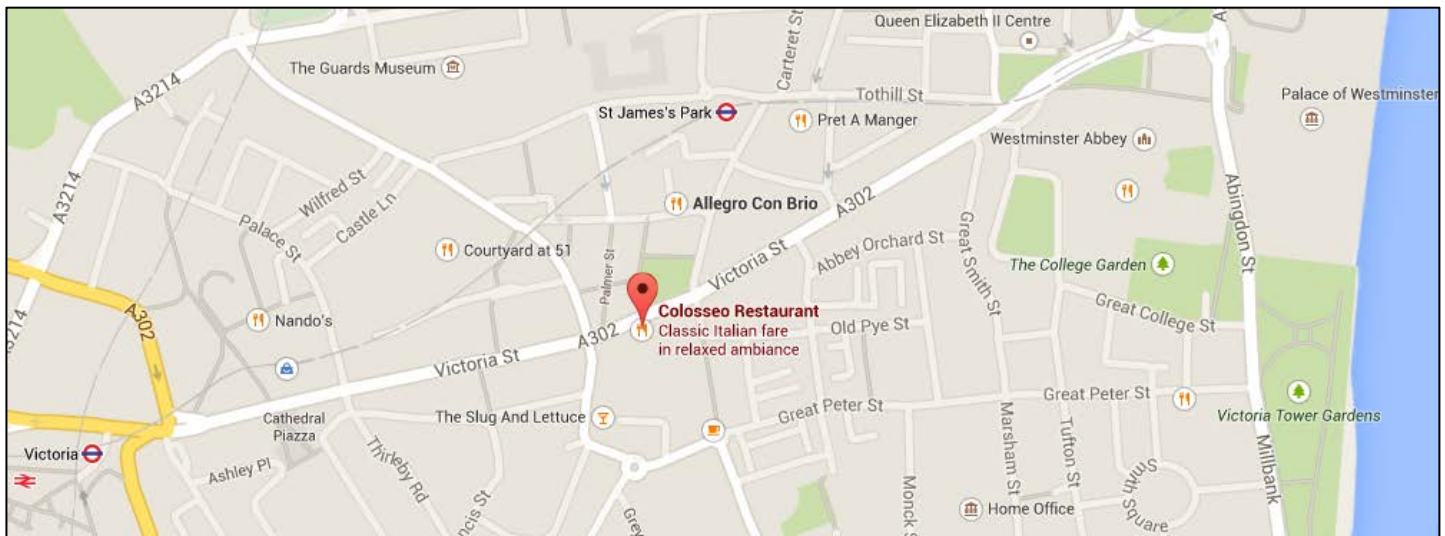 Queen Elizabeth II Centre
Carteret St
A3214
The Guards Museum
Tothill St
Palace of Westminster
St James's Park
Pret A Manger
Westminster Abbey
A3214
Wilfred St
Castle Ln
Palace St
Allegro Con Brio
A302
Abingdon St
Courtyard at 51
Palmer St
Victoria St
Abbey Orchard St
Great Smith St
The College Garden
A302
A3214
Nando's
Colosseo Restaurant
Classic Italian fare
in relaxed ambiance
A302
Old Pye St
Great College St
Victoria St
Great Peter St
The Slug And Lettuce
Great Peter St
Victoria Tower Gardens
Cathedral
Piazza
Victoria
Ashley Pl
Marsham St
Tufton St
Millbank
Smith
Square
Monck S
Home Office
ncis St
Grey